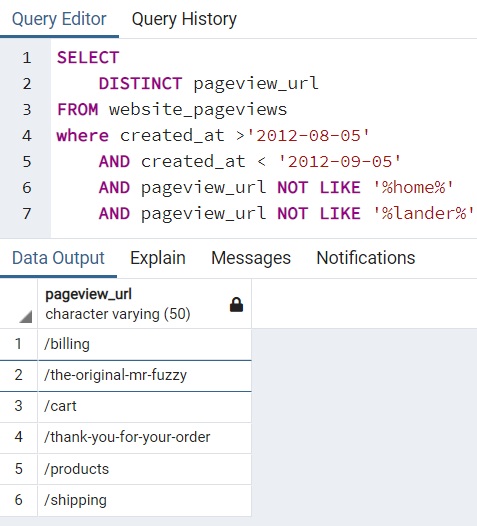 Query Editor Query History
1 SELECT
2 DISTINCT pageview_url
3 FROM website_pageviews
4 where created_at >'2012-08-05'
5 AND created_at < '2012-09-05'
6 AND pageview_url NOT LIKE '%home%'
7 AND pageview_url NOT LIKE '%lander%'
Data Output Explain Messages Notifications
pageview_url
character varying (50)
1 /billing
2 /the-original-mr-fuzzy
3 /cart
4 /thank-you-for-your-order
5 /products
6 /shipping